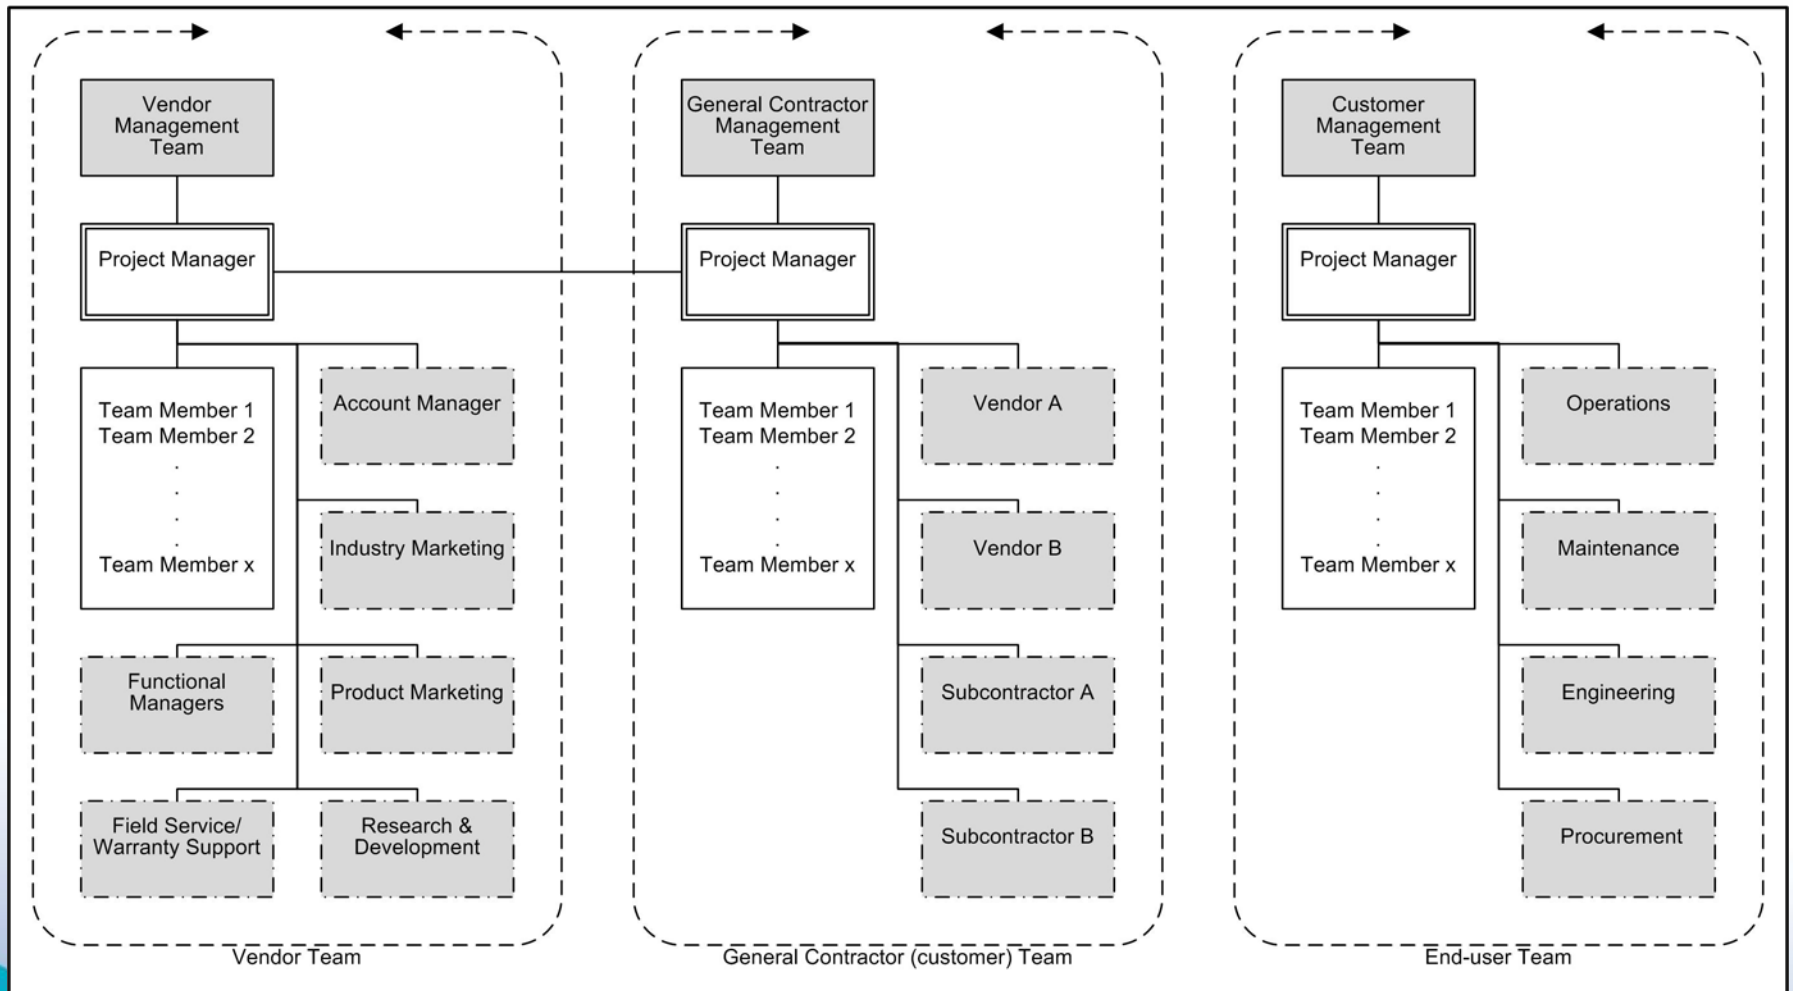 Vendor
Management
Team
Project Manager
Team Member 1
Team Member 2
.
.
.
.
Team Member x
Account Manager
Industry Marketing
Functional
Managers
Product Marketing
Field Service/
Warranty Support
Research &
Development
Vendor Team
General Contractor
Management
Team
Project Manager
Team Member 1
Team Member 2
.
.
.
.
Team Member x
Vendor A
Vendor B
Subcontractor A
Subcontractor B
General Contractor (customer) Team
Customer
Management
Team
Project Manager
Team Member 1
Team Member 2
.
.
.
.
Team Member x
Operations
Maintenance
Engineering
Procurement
End-user Team